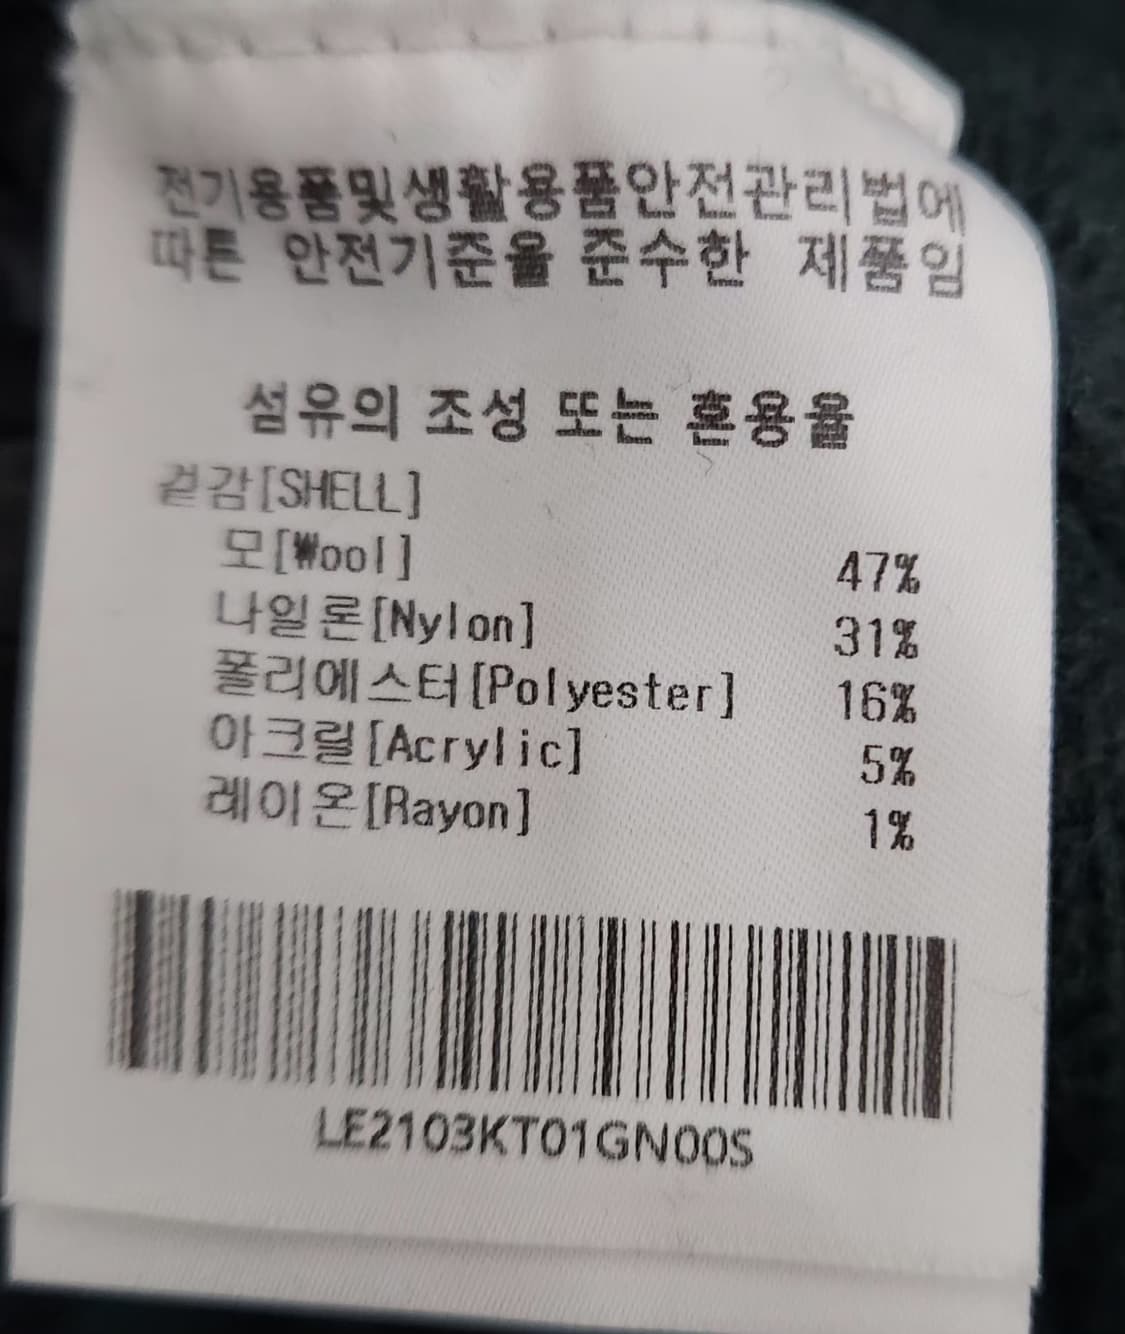 전기용품및생활용품안전관리법에
따른 안전기준을 준수한 제품임
섬유의 조성 또는 혼용율
겉감[SHELL]
모[₩ool] 47%
나일론[Nylon] 31%
폴리에스터[Polyester] 16%
아크릴[Acrylic] 5%
레이온[Rayon] 1%
LE2103KT01GN00S